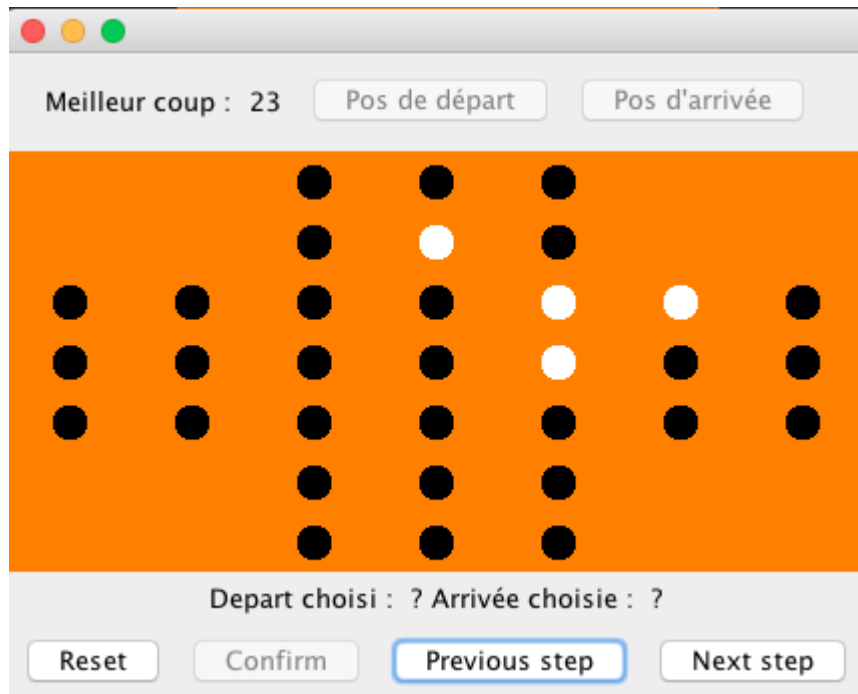 Meilleur coup : 23 Pos de départ Pos d'arrivée
Depart choisi : ? Arrivée choisie : ?
Reset Confirm Previous step Next step